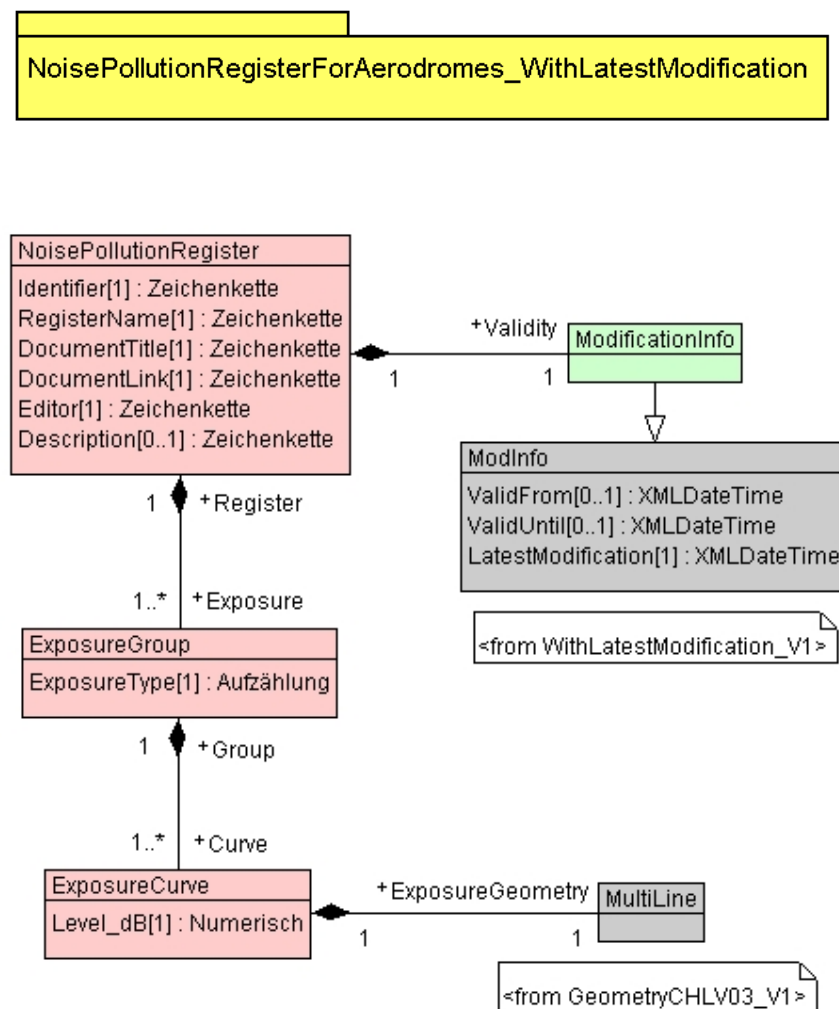 NoisePollutionRegisterForAerodromes_WithLatestModification
NoisePollutionRegister
Identifier[1] : Zeichenkette
RegisterName[1] : Zeichenkette
DocumentTitle[1] : Zeichenkette
DocumentLink[1] : Zeichenkette
Editor[1] : Zeichenkette
Description[0..1] : Zeichenkette
1
+Validity
1
ModificationInfo
ModInfo
ValidFrom[0..1] : XMLDateTime
ValidUntil[0..1] : XMLDateTime
LatestModification[1] : XMLDateTime
<from WithLatestModification_V1>
1 +Register
1..* +Exposure
ExposureGroup
ExposureType[1] : Aufzählung
1 +Group
1..* +Curve
ExposureCurve
Level_dB[1] : Numerisch
1
+ExposureGeometry
1
MultiLine
<from GeometryCHLV03_V1>